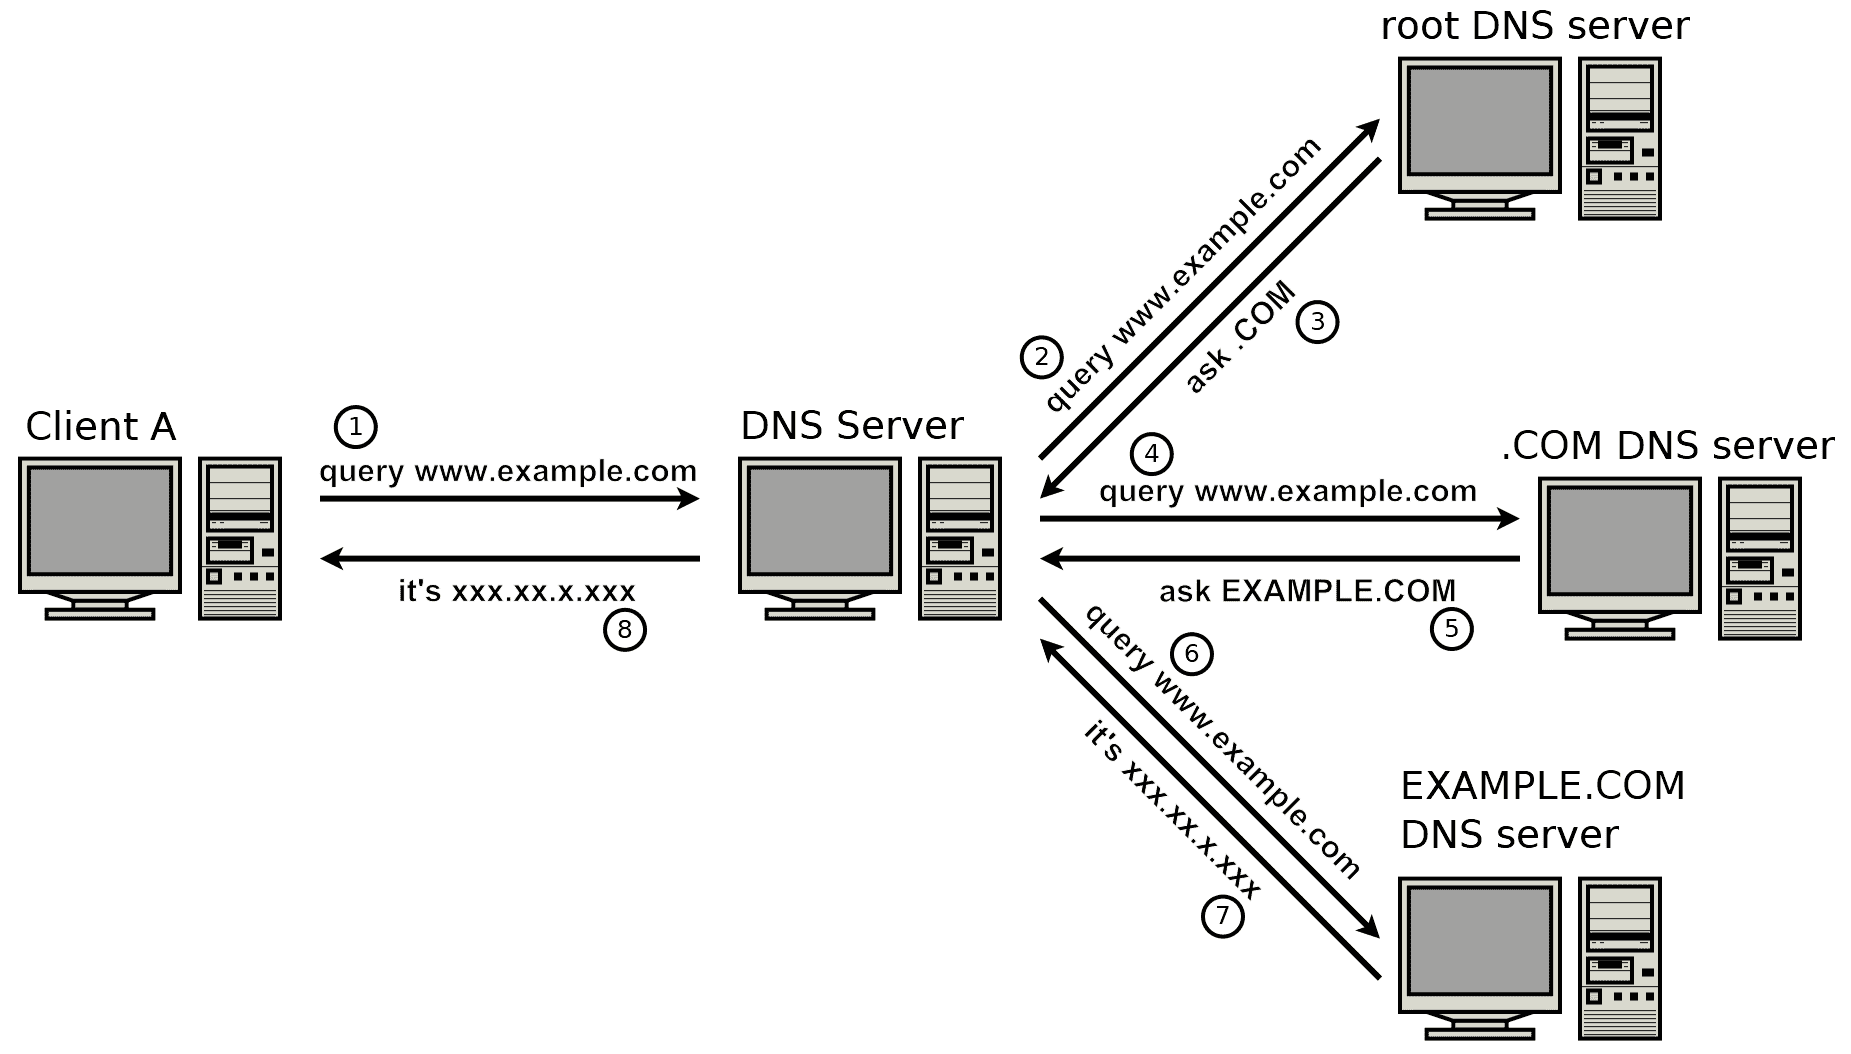 root DNS server
query www.example.com
2
ask .COM
3
Client A
1
query www.example.com
it's xxx.xx.x.xxx
8
DNS Server
4
query www.example.com
.COM DNS server
ask EXAMPLE.COM
5
6
query www.example.com
it's xxx.xx.x.xxx
7
EXAMPLE.COM
DNS server